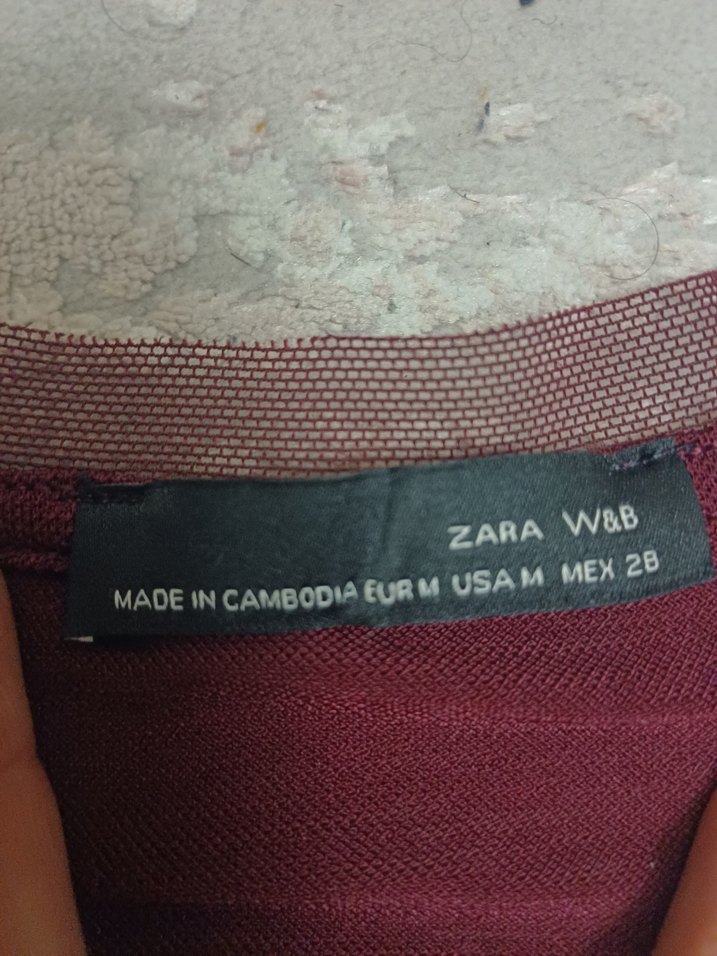 ZARA W&B
MADE IN CAMBODIA EUR M USA M MEX 28